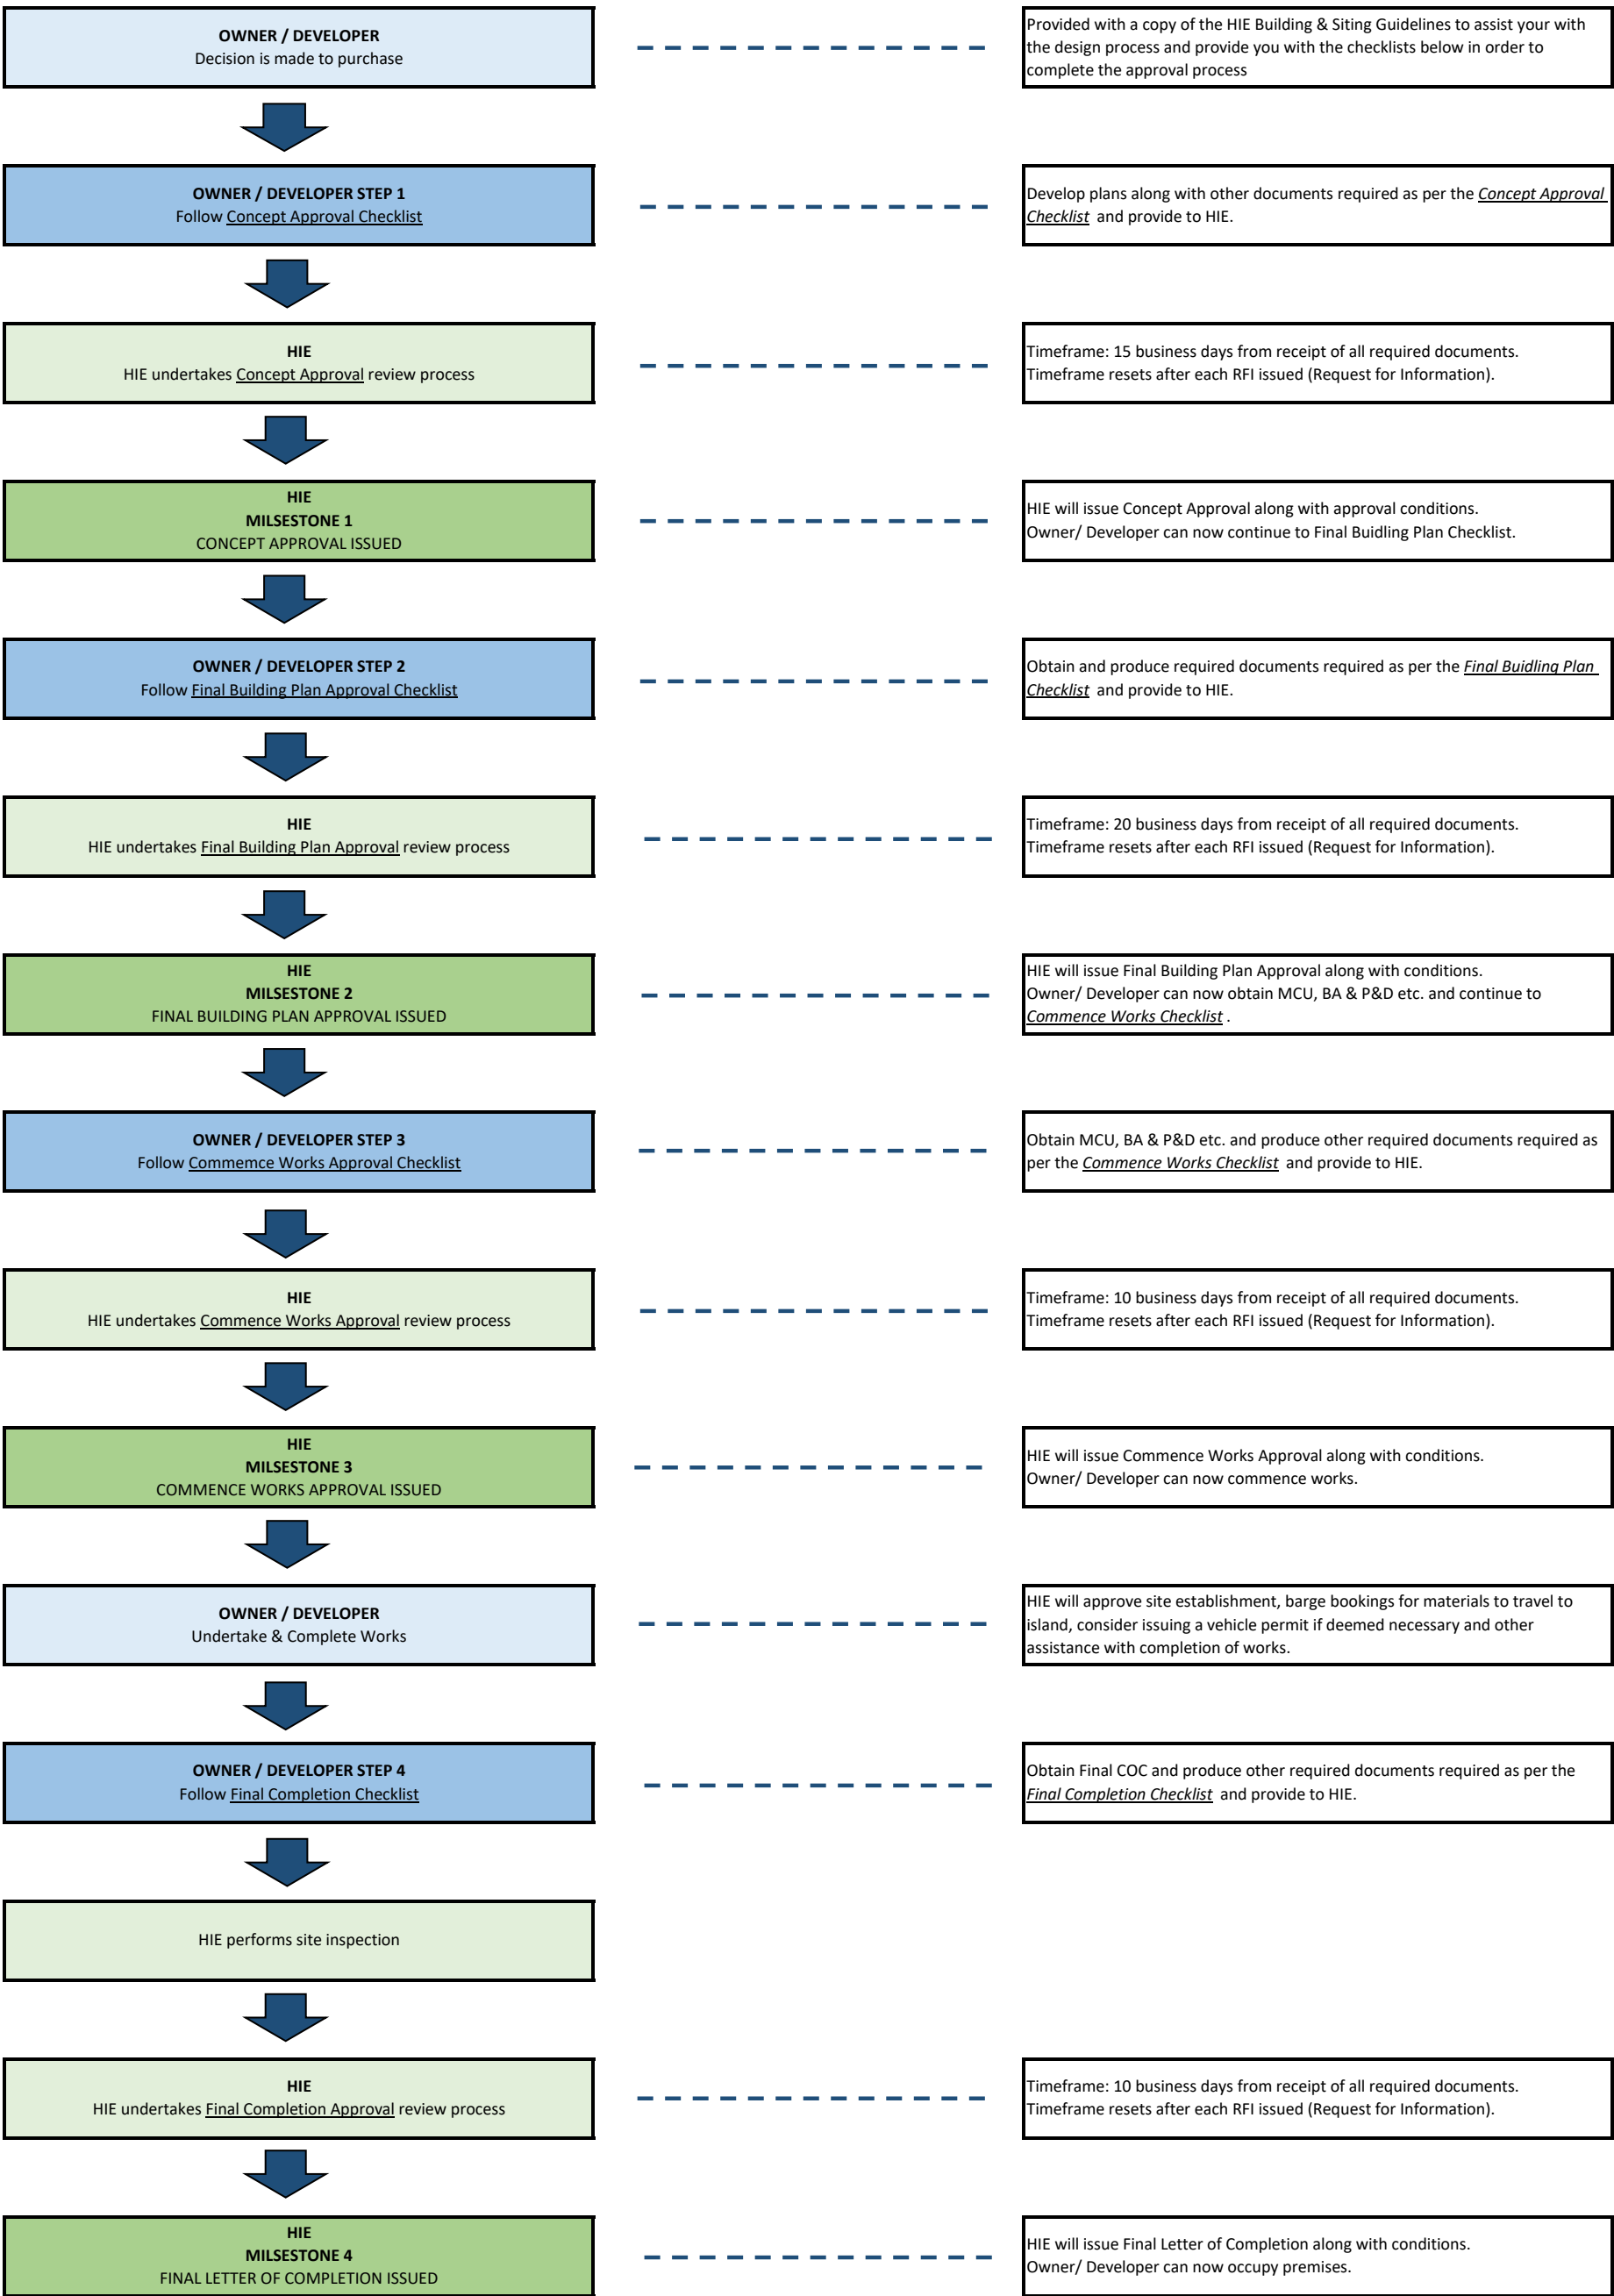 OWNER / DEVELOPER
Decision is made to purchase
Provided with a copy of the HIE Building & Siting Guidelines to assist your with
the design process and provide you with the checklists below in order to
complete the approval process
OWNER / DEVELOPER STEP 1
Follow Concept Approval Checklist
Develop plans along with other documents required as per the Concept Approval
Checklist and provide to HIE.
HIE
HIE undertakes Concept Approval review process
Timeframe: 15 business days from receipt of all required documents.
Timeframe resets after each RFI issued (Request for Information).
HIE
MILSESTONE 1
CONCEPT APPROVAL ISSUED
HIE will issue Concept Approval along with approval conditions.
Owner/ Developer can now continue to Final Buidling Plan Checklist.
OWNER / DEVELOPER STEP 2
Follow Final Building Plan Approval Checklist
Obtain and produce required documents required as per the Final Buidling Plan
Checklist and provide to HIE.
HIE
HIE undertakes Final Building Plan Approval review process
Timeframe: 20 business days from receipt of all required documents.
Timeframe resets after each RFI issued (Request for Information).
HIE
MILSESTONE 2
FINAL BUILDING PLAN APPROVAL ISSUED
HIE will issue Final Building Plan Approval along with conditions.
Owner/ Developer can now obtain MCU, BA & P&D etc. and continue to
Commence Works Checklist .
OWNER / DEVELOPER STEP 3
Follow Commemce Works Approval Checklist
Obtain MCU, BA & P&D etc. and produce other required documents required as
per the Commence Works Checklist and provide to HIE.
HIE
HIE undertakes Commence Works Approval review process
Timeframe: 10 business days from receipt of all required documents.
Timeframe resets after each RFI issued (Request for Information).
HIE
MILSESTONE 3
COMMENCE WORKS APPROVAL ISSUED
HIE will issue Commence Works Approval along with conditions.
Owner/ Developer can now commence works.
OWNER / DEVELOPER
Undertake & Complete Works
HIE will approve site establishment, barge bookings for materials to travel to
island, consider issuing a vehicle permit if deemed necessary and other
assistance with completion of works.
OWNER / DEVELOPER STEP 4
Follow Final Completion Checklist
Obtain Final COC and produce other required documents required as per the
Final Completion Checklist and provide to HIE.
HIE performs site inspection
HIE
HIE undertakes Final Completion Approval review process
Timeframe: 10 business days from receipt of all required documents.
Timeframe resets after each RFI issued (Request for Information).
HIE
MILSESTONE 4
FINAL LETTER OF COMPLETION ISSUED
HIE will issue Final Letter of Completion along with conditions.
Owner/ Developer can now occupy premises.